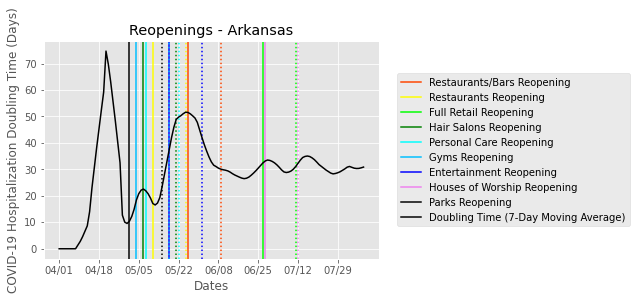 Reopenings - Arkansas
COVID-19 Hospitalization Doubling Time (Days)
70
60
50
40
30
20
10
0
04/01 04/18 05/05 05/22 06/08 06/25 07/12 07/29
Dates
Restaurants/Bars Reopening
Restaurants Reopening
Full Retail Reopening
Hair Salons Reopening
Personal Care Reopening
Gyms Reopening
Entertainment Reopening
Houses of Worship Reopening
Parks Reopening
Doubling Time (7-Day Moving Average)